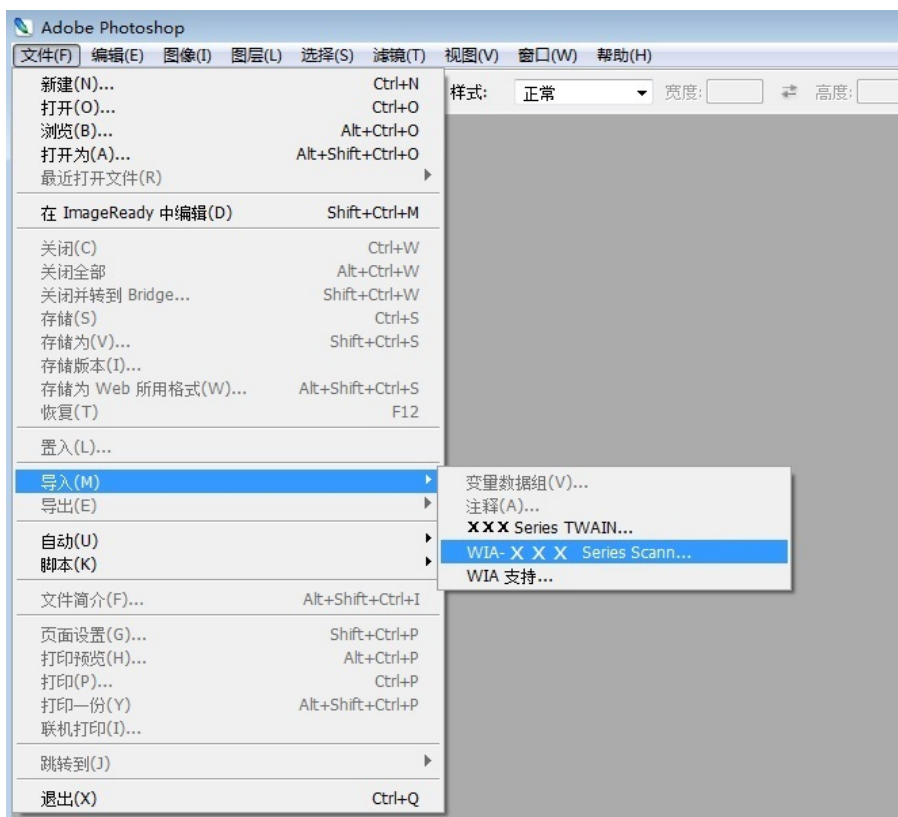 Adobe Photoshop
文件(F) 编辑(E) 图像(I) 图层(L) 选择(S) 滤镜(T) 视图(V) 窗口(W) 帮助(H)
样式: 正常 宽度: 高度:
新建(N)... Ctrl+N
打开(O)... Ctrl+O
浏览(B)... Alt+Ctrl+O
打开为(A)... Alt+Shift+Ctrl+O
最近打开文件(R)
在 ImageReady 中编辑(D) Shift+Ctrl+M
关闭(C) Ctrl+W
关闭全部 Alt+Ctrl+W
关闭并转到 Bridge... Shift+Ctrl+W
存储(S) Ctrl+S
存储为(V)... Shift+Ctrl+S
存储版本(I)...
存储为 Web 所用格式(W)... Alt+Shift+Ctrl+S
恢复(T) F12
置入(L)...
导入(M)
导出(E)
自动(U)
脚本(K)
文件简介(F)... Alt+Shift+Ctrl+I
页面设置(G)... Shift+Ctrl+P
打印预览(H)... Alt+Ctrl+P
打印(P)... Ctrl+P
打印一份(Y) Alt+Shift+Ctrl+P
联机打印(I)...
跳转到(J)
退出(X) Ctrl+Q
变量数据组(V)...
注释(A)...
XXX Series TWAIN...
WIA-X X X Series Scann...
WIA 支持...